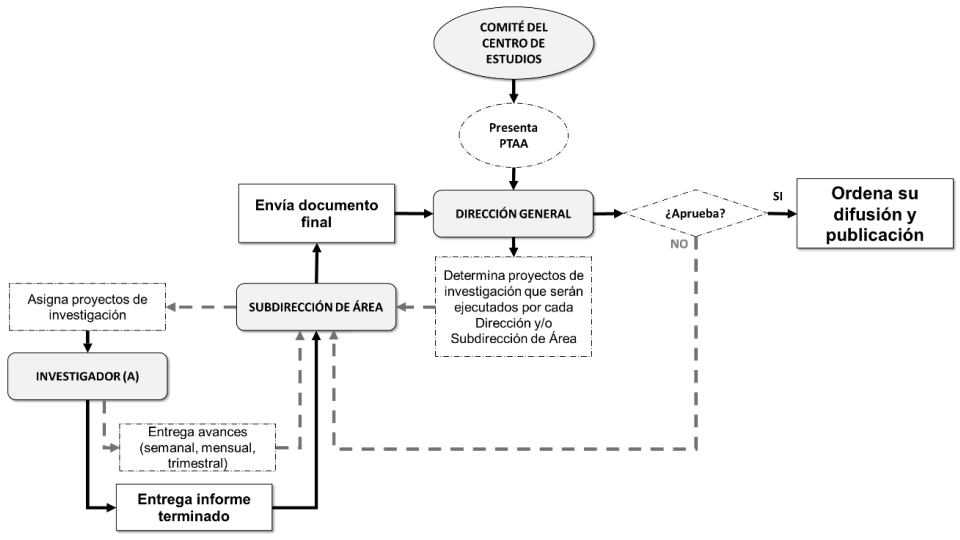 COMITÉ DEL
CENTRO DE
ESTUDIOS
Presenta
PTAA
Envía documento
final
DIRECCIÓN GENERAL
¿Aprueba?
SI
Ordena su
difusión y
publicación
NO
Determina proyectos de
investigación que serán
ejecutados por cada
Dirección y/o
Subdirección de Área
SUBDIRECCIÓN DE ÁREA
Asigna proyectos de
investigación
INVESTIGADOR (A)
Entrega avances
(semanal, mensual,
trimestral)
Entrega informe
terminado